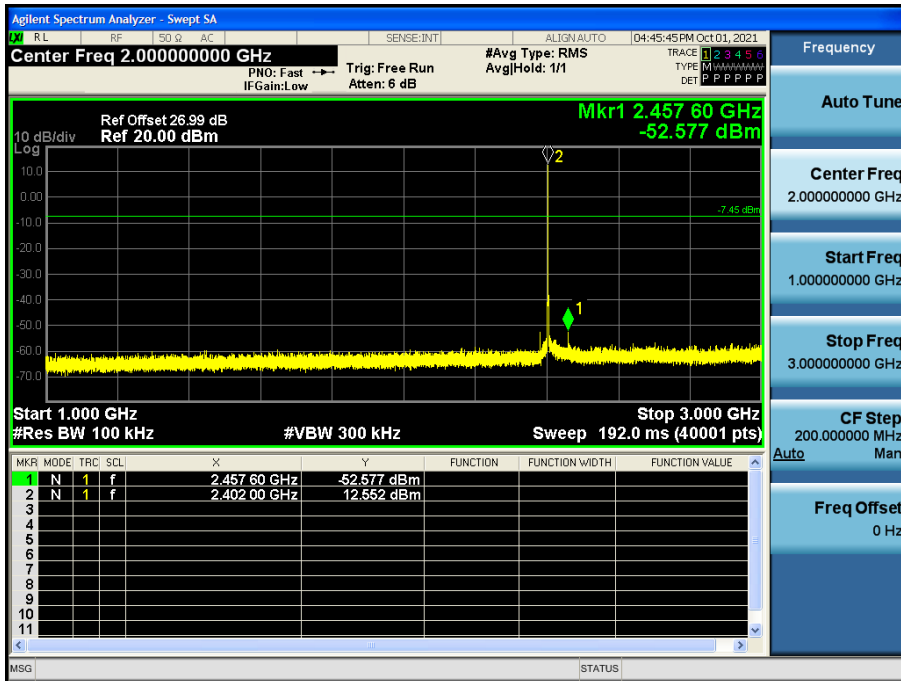 Agilent Spectrum Analyzer - Swept SA
LXI RL RF 50 Ω AC SENSE:INT ALIGN AUTO 04:45:45 PM Oct 01, 2021
Center Freq 2.000000000 GHz
PNO: Fast
IFGain:Low
Trig: Free Run
Atten: 6 dB
#Avg Type: RMS
Avg|Hold: 1/1
TRACE 1 2 3 4 5 6
TYPE M WWWWW
DET P P P P P P
Mkr1 2.457 60 GHz
-52.577 dBm
Ref Offset 26.99 dB
10 dB/div Ref 20.00 dBm
Log
2
10.0
0.00
-7.45 dBm
-10.0
-20.0
-30.0
-40.0
1
-50.0
-60.0
-70.0
Start 1.000 GHz Stop 3.000 GHz
#Res BW 100 kHz #VBW 300 kHz Sweep 192.0 ms (40001 pts)
MKR MODE TRC SCL X Y FUNCTION FUNCTION WIDTH FUNCTION VALUE
1 N 1 f 2.457 60 GHz -52.577 dBm
2 N 1 f 2.402 00 GHz 12.552 dBm
3
4
5
6
7
8
9
10
11
MSG STATUS
Frequency
Auto Tune
Center Freq
2.000000000 GHz
Start Freq
1.000000000 GHz
Stop Freq
3.000000000 GHz
CF Step
200.000000 MHz
Auto Man
Freq Offset
0 Hz